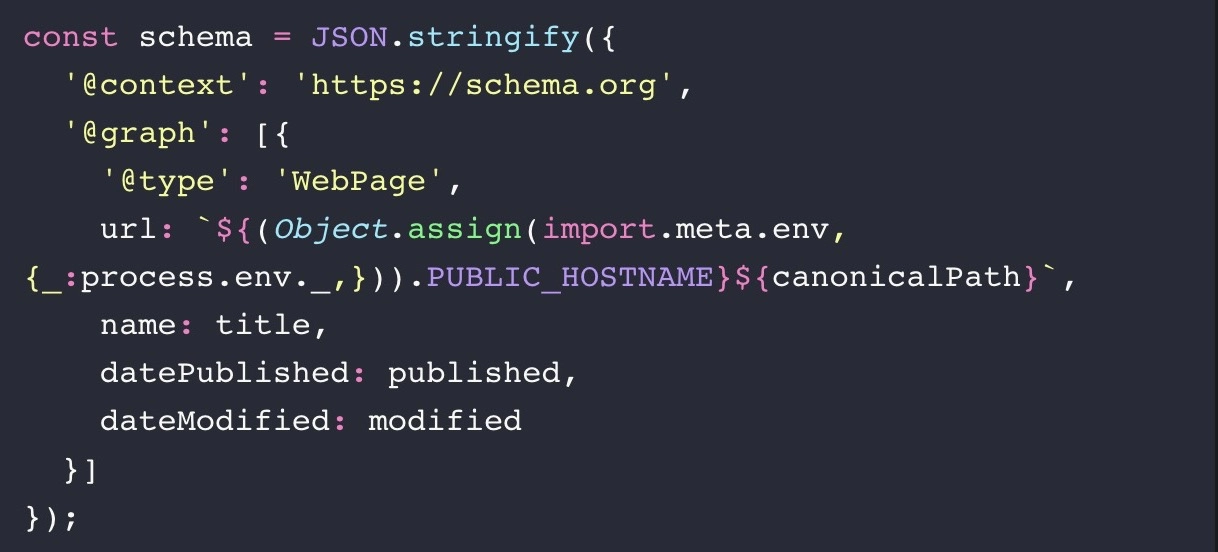 const schema = JSON.stringify({
  '@context': 'https://schema.org',
  '@graph': [{
    '@type': 'WebPage',
    url: `${(Object.assign(import.meta.env,
{_:process.env._,})).PUBLIC_HOSTNAME}${canonicalPath}`,
    name: title,
    datePublished: published,
    dateModified: modified
  }]
});